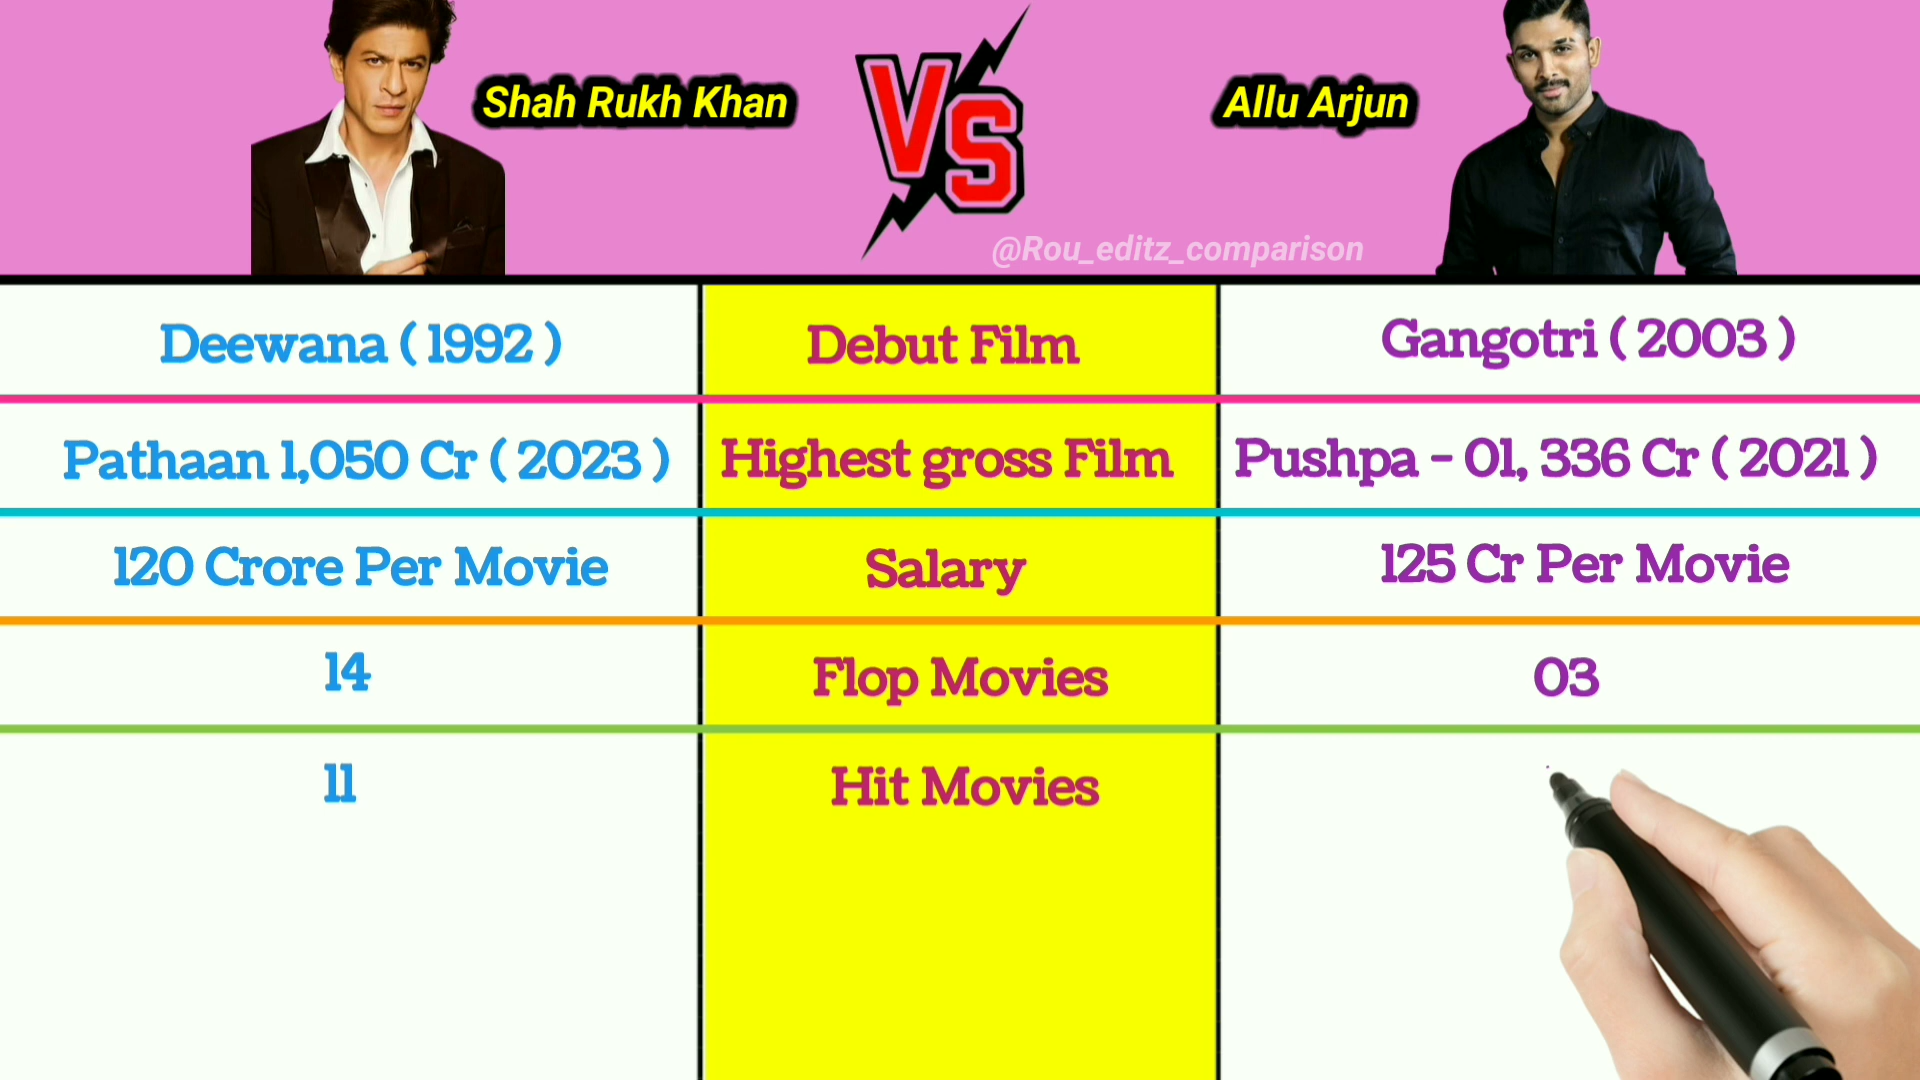 Shah Rukh Khan
VS
Allu Arjun
@Rou_editz_comparison
Deewana ( 1992 )
Debut Film
Gangotri ( 2003 )
Pathaan 1,050 Cr ( 2023 )
Highest gross Film
Pushpa - 01, 336 Cr ( 2021 )
120 Crore Per Movie
Salary
125 Cr Per Movie
14
Flop Movies
03
11
Hit Movies